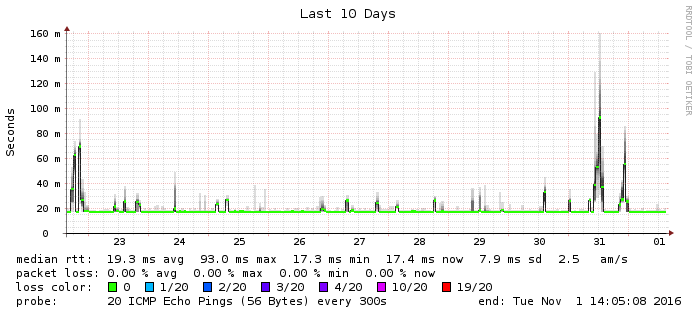 Last 10 Days
RRDTOOL / TOBI OETIKER
Seconds
160 m
140 m
120 m
100 m
80 m
60 m
40 m
20 m
0
23 24 25 26 27 28 29 30 31 01
median rtt: 19.3 ms avg 93.0 ms max 17.3 ms min 17.4 ms now 7.9 ms sd 2.5 am/s
packet loss: 0.00 % avg 0.00 % max 0.00 % min 0.00 % now
loss color: 0 1/20 2/20 3/20 4/20 10/20 19/20
probe: 20 ICMP Echo Pings (56 Bytes) every 300s end: Tue Nov 1 14:05:08 2016